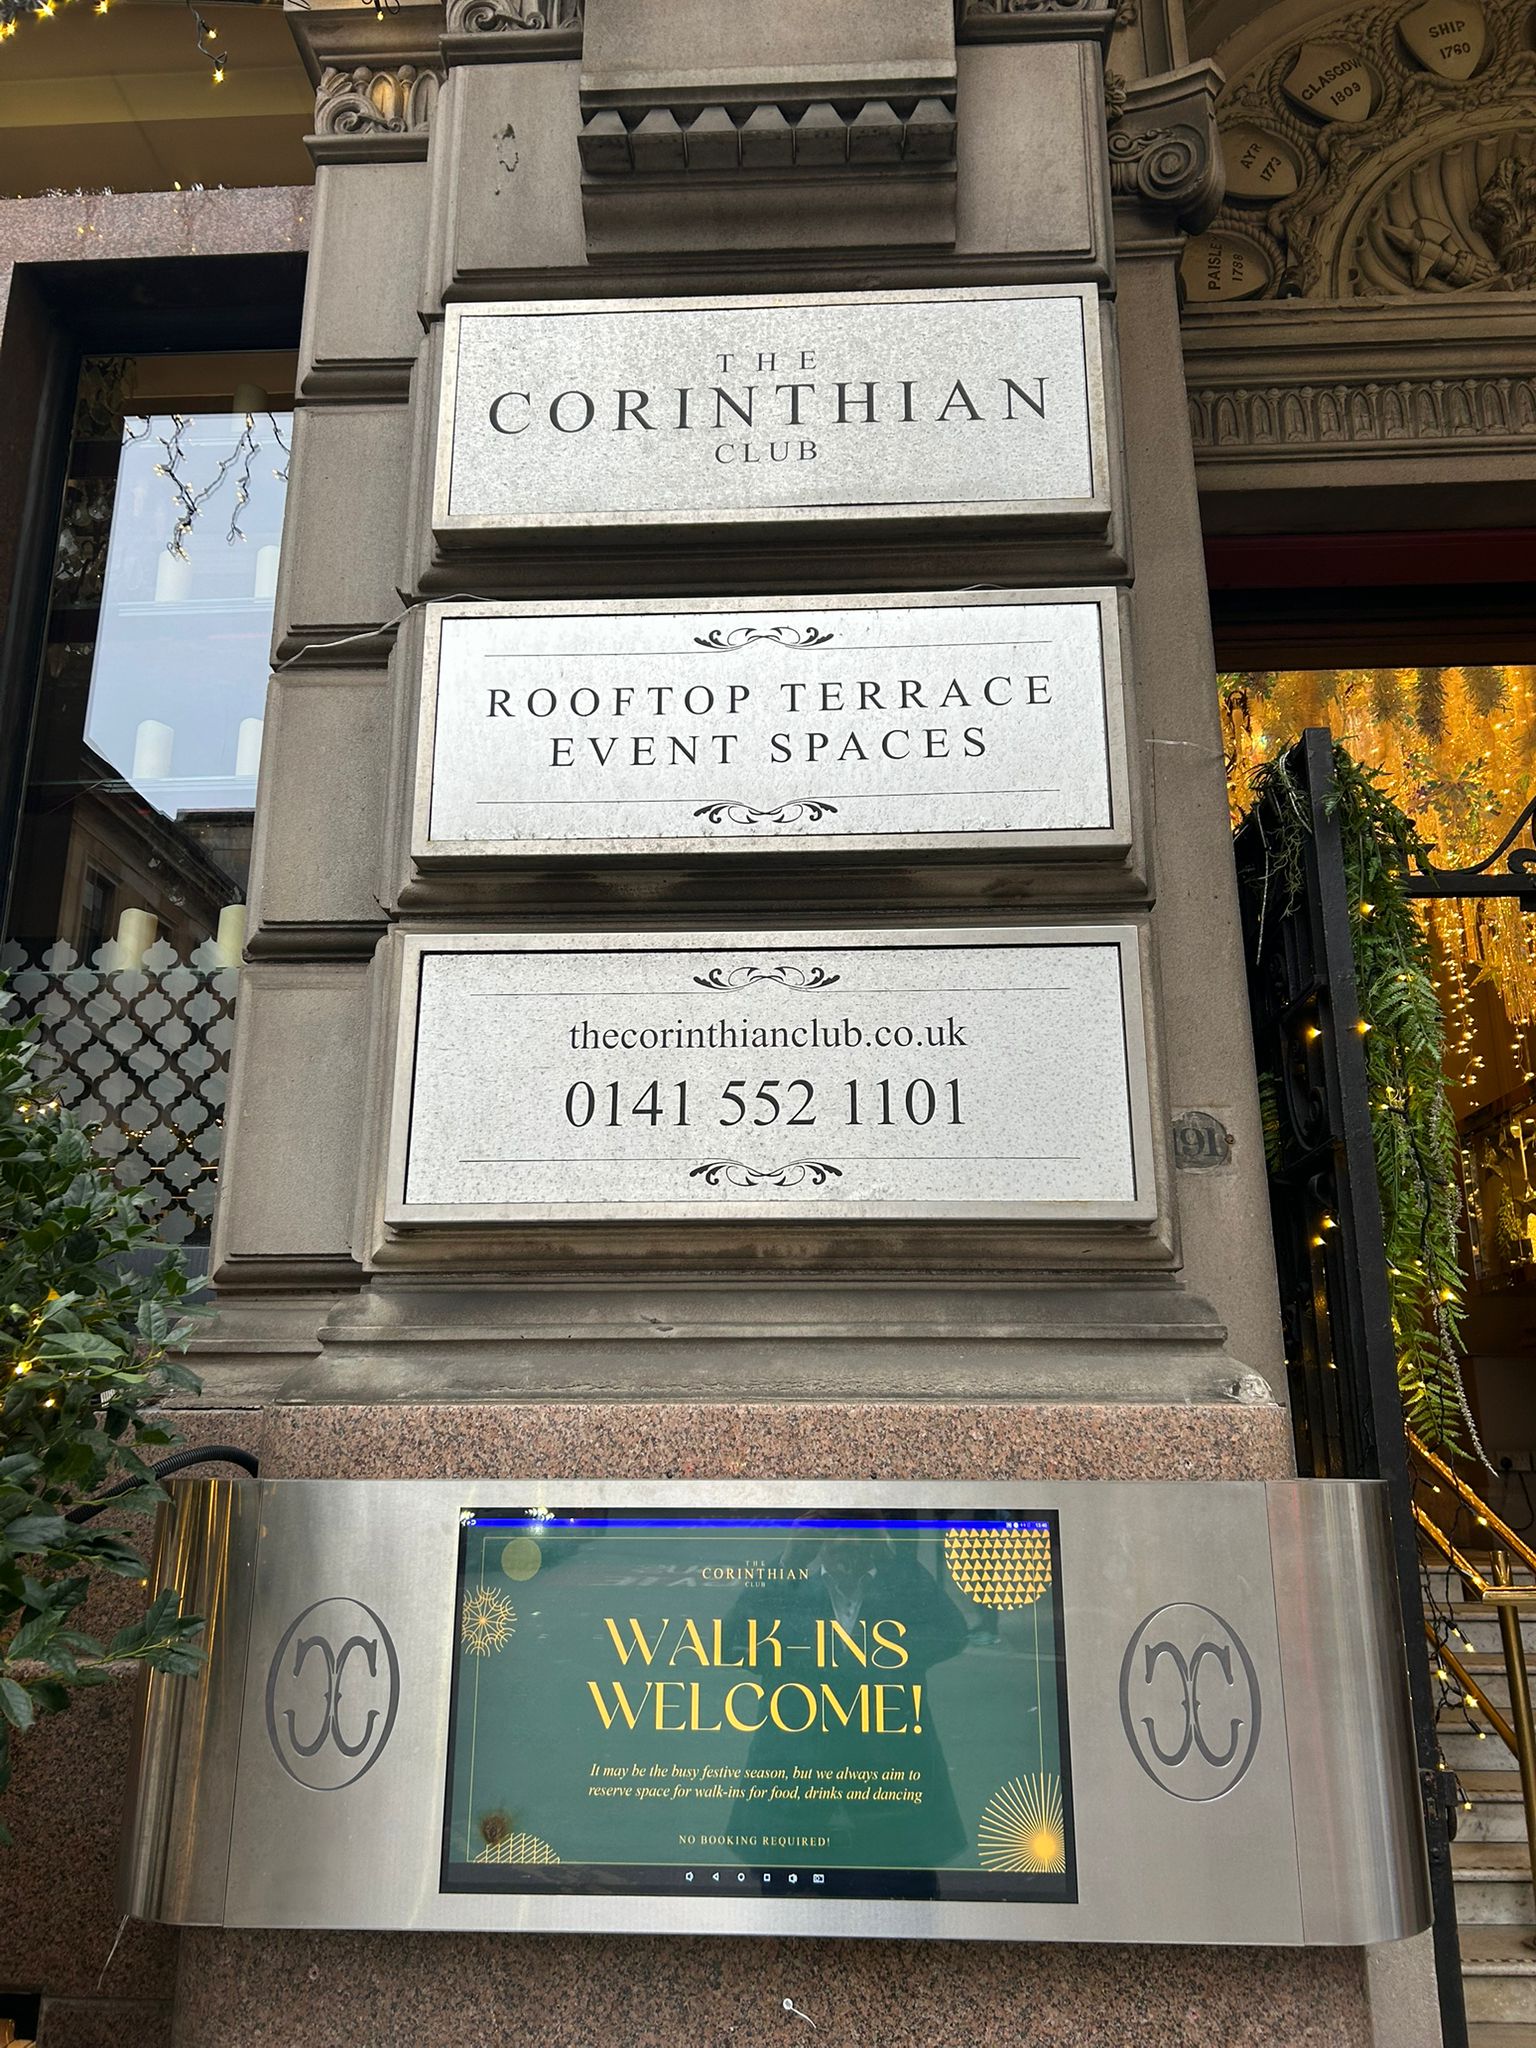 SHIP
1760
GLASGOW
1809
AYR
1773
PAISLEY
1788
THE
CORINTHIAN
CLUB
ROOFTOP TERRACE
EVENT SPACES
thecorinthianclub.co.uk
0141 552 1101
191
THE
CORINTHIAN
CLUB
WALK-INS
WELCOME!
It may be the busy festive season, but we always aim to
reserve space for walk-ins for food, drinks and dancing
NO BOOKING REQUIRED!